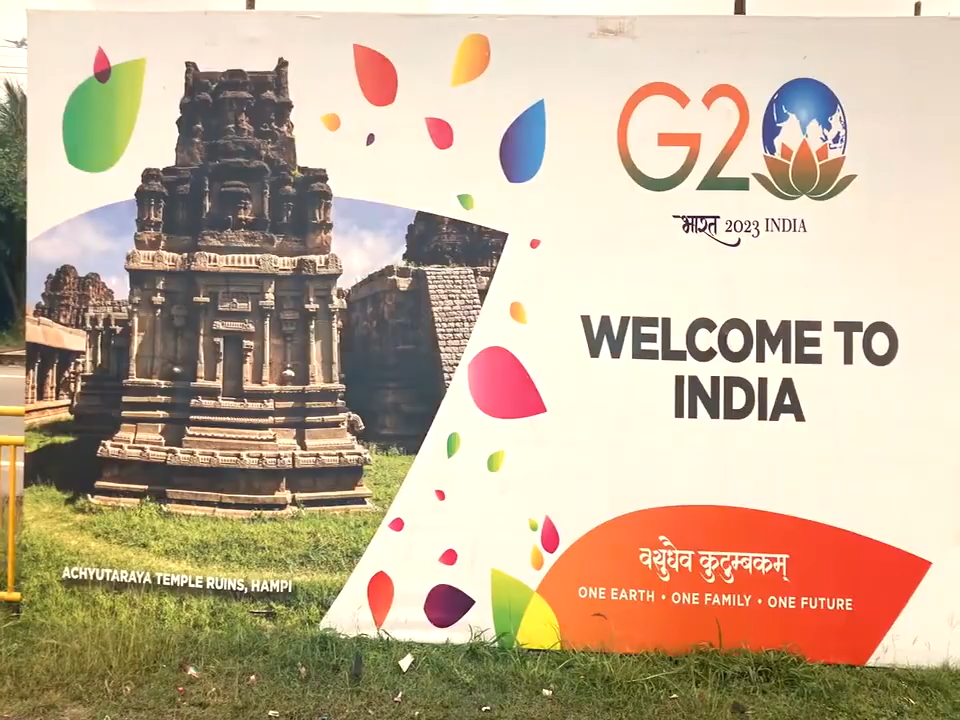 G20
भारत 2023 INDIA
WELCOME TO
INDIA
वसुधैव कुटुम्बकम्
ONE EARTH • ONE FAMILY • ONE FUTURE
ACHYUTARAYA TEMPLE RUINS, HAMPI